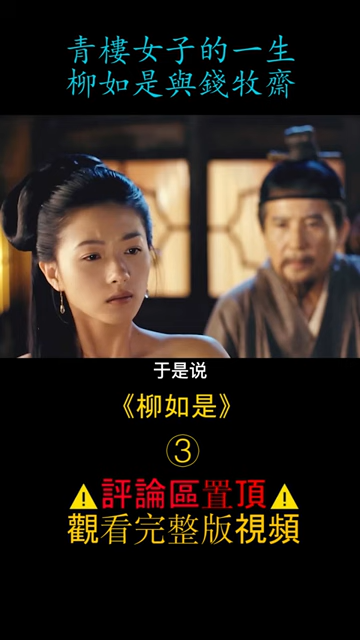 青樓女子的一生
柳如是與錢牧齋
于是说
《柳如是》
③
⚠評論區置頂⚠
觀看完整版視頻